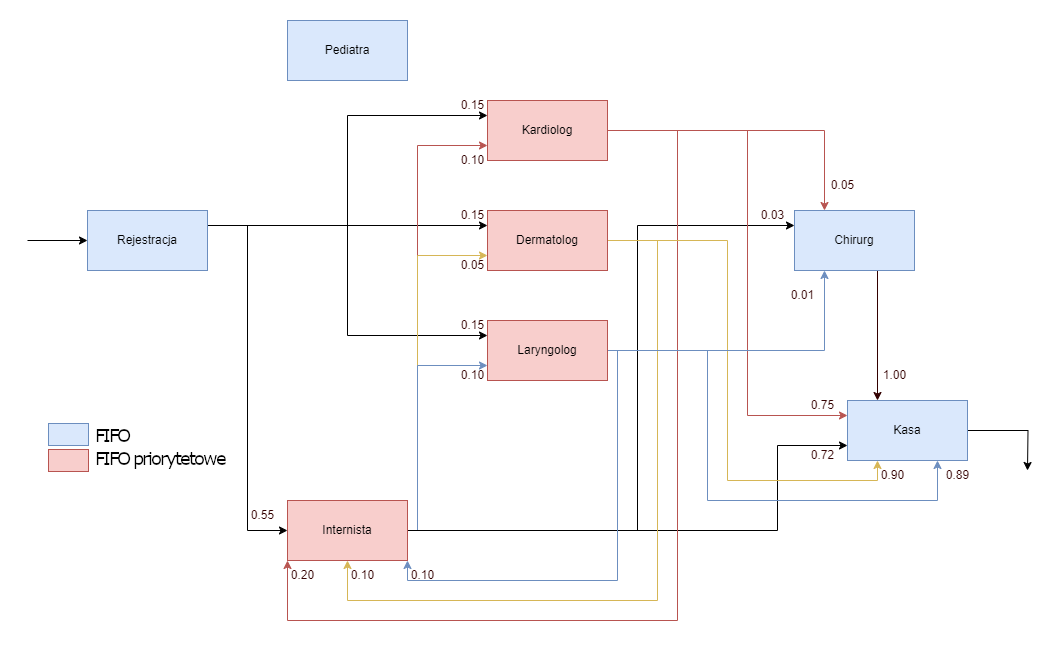 Pediatra
0.15
Kardiolog
0.10
0.05
0.15
0.03
Rejestracja
Dermatolog
Chirurg
0.05
0.01
0.15
Laryngolog
0.10
1.00
0.75
FIFO
Kasa
FIFO priorytetowe
0.72
0.90
0.89
0.55
Internista
0.20
0.10
0.10